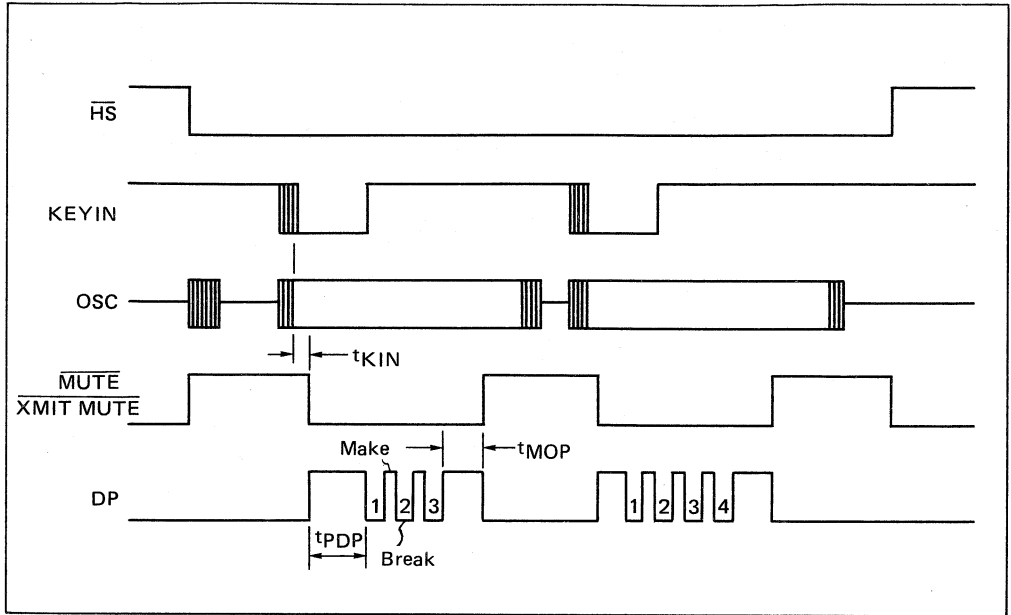 HS
KEYIN
OSC
tKIN
MUTE
XMIT MUTE
Make
tMOP
DP
1 2 3
1 2 3 4
tPDP
Break